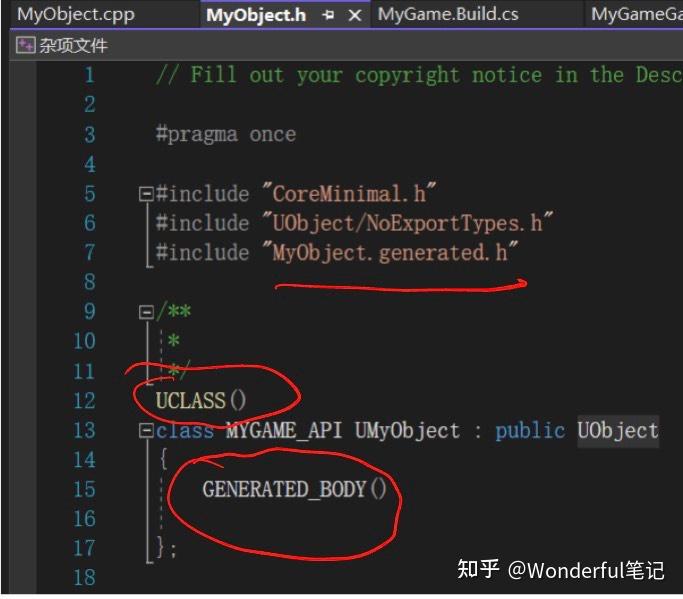 MyObject.cpp MyObject.h MyGame.Build.cs MyGameGa
杂项文件
1 // Fill out your copyright notice in the Desc
2
3 #pragma once
4
5 #include "CoreMinimal.h"
6 #include "UObject/NoExportTypes.h"
7 #include "MyObject.generated.h"
8
9 /**
10 *
11 */
12 UCLASS()
13 class MYGAME_API UMyObject : public UObject
14 {
15 GENERATED_BODY()
16
17 };
18
知乎 @Wonderful笔记